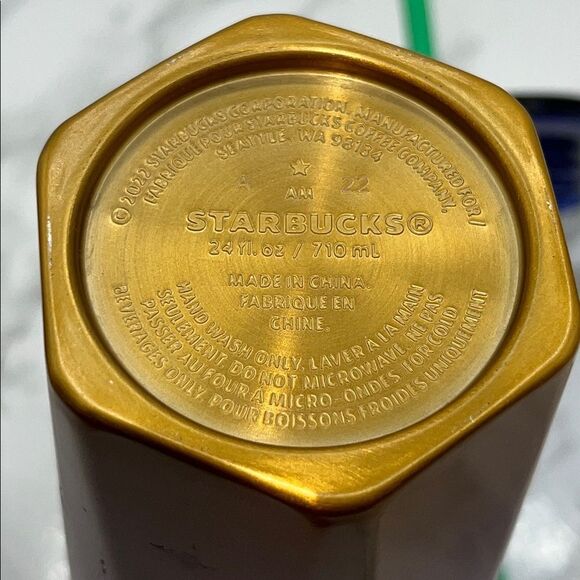 © 2022 STARBUCKS CORPORATION. MANUFACTURED FOR /
FABRIQUÉ POUR STARBUCKS COFFEE COMPANY,
SEATTLE, WA 98134
A ★ 22
AM
STARBUCKS®
24 fl. oz / 710 mL
MADE IN CHINA.
FABRIQUE EN
CHINE.
HAND WASH ONLY. LAVER À LA MAIN
SEULEMENT. DO NOT MICROWAVE. NE PAS
PASSER AU FOUR À MICRO-ONDES. FOR COLD
BEVERAGES ONLY. POUR BOISSONS FROIDES UNIQUEMENT